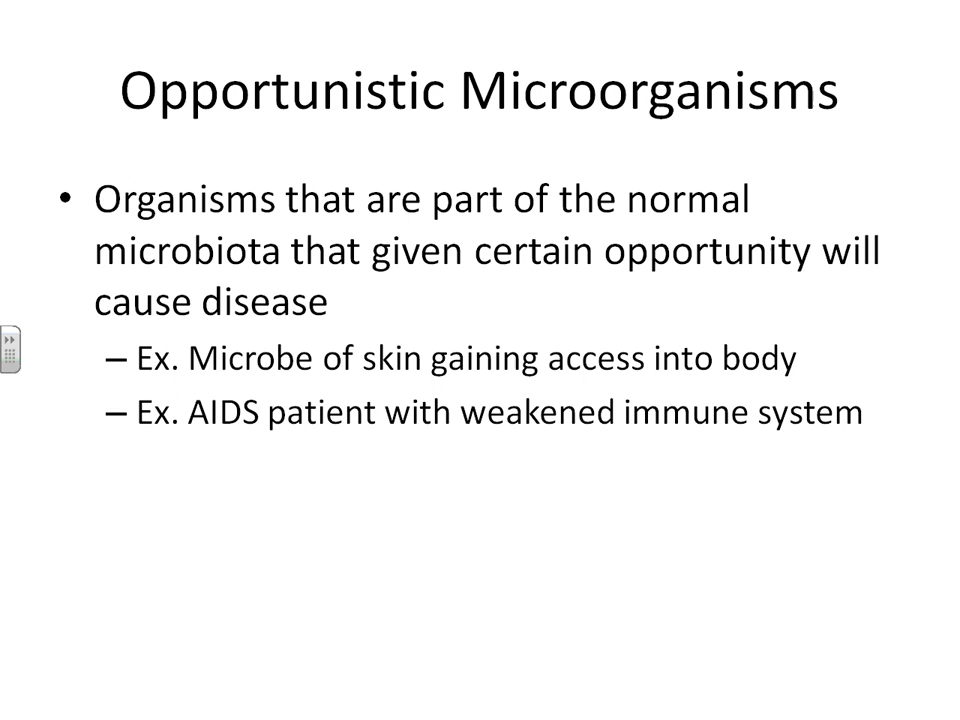 Opportunistic Microorganisms
• Organisms that are part of the normal
microbiota that given certain opportunity will
cause disease
– Ex. Microbe of skin gaining access into body
– Ex. AIDS patient with weakened immune system